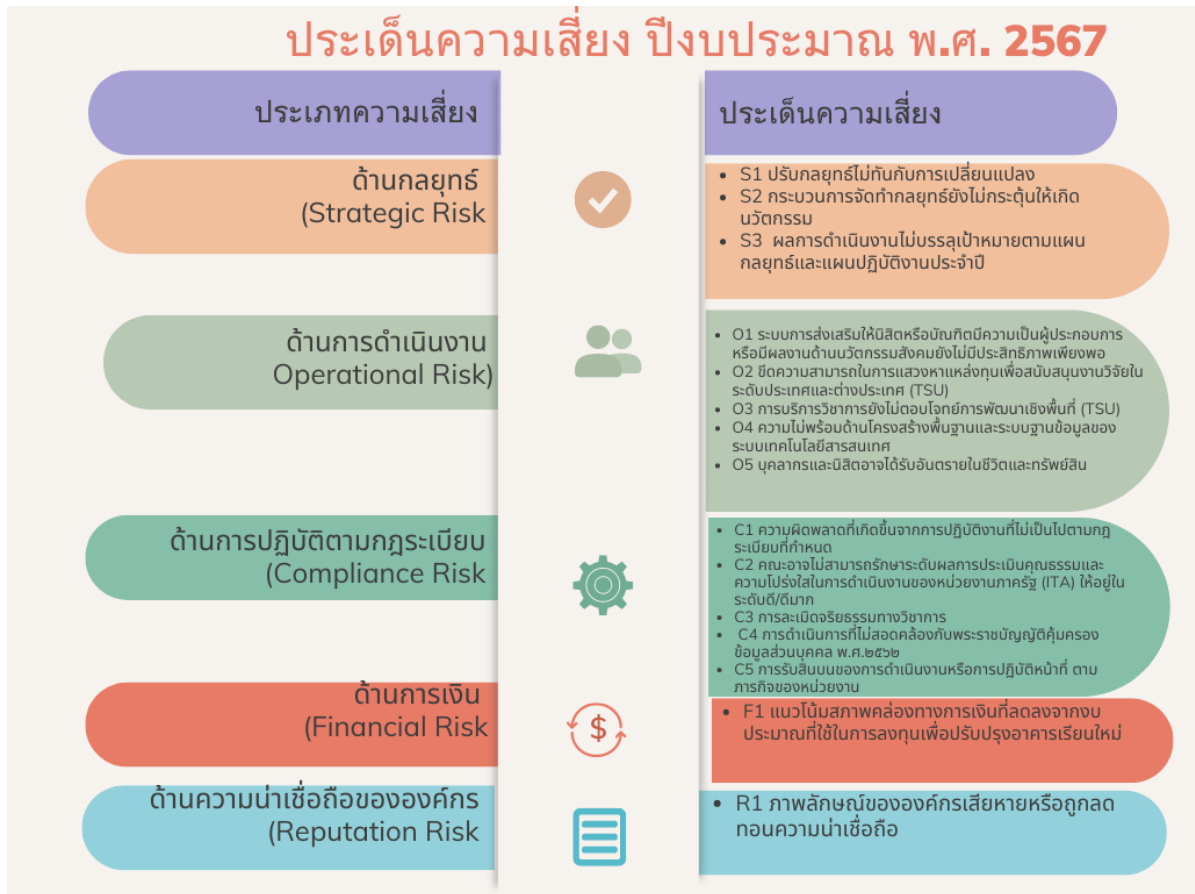 ประเด็นความเสี่ยง ปีงบประมาณ พ.ศ. 2567
ประเภทความเสี่ยง
ประเด็นความเสี่ยง
ด้านกลยุทธ์
(Strategic Risk
• S1 ปรับกลยุทธ์ไม่ทันกับการเปลี่ยนแปลง
• S2 กระบวนการจัดทำกลยุทธ์ยังไม่กระตุ้นให้เกิด
นวัตกรรม
• S3 ผลการดำเนินงานไม่บรรลุเป้าหมายตามแผน
กลยุทธ์และแผนปฏิบัติงานประจำปี
ด้านการดำเนินงาน
Operational Risk)
• O1 ระบบการส่งเสริมให้นิสิตหรือบัณฑิตมีความเป็นผู้ประกอบการ
หรือมีผลงานด้านนวัตกรรมสังคมยังไม่มีประสิทธิภาพเพียงพอ
• O2 ขีดความสามารถในการแสวงหาแหล่งทุนเพื่อสนับสนุนงานวิจัยใน
ระดับประเทศและต่างประเทศ (TSU)
• O3 การบริการวิชาการยังไม่ตอบโจทย์การพัฒนาเชิงพื้นที่ (TSU)
• O4 ความไม่พร้อมด้านโครงสร้างพื้นฐานและระบบฐานข้อมูลของ
ระบบเทคโนโลยีสารสนเทศ
• O5 บุคลากรและนิสิตอาจได้รับอันตรายในชีวิตและทรัพย์สิน
ด้านการปฏิบัติตามกฎระเบียบ
(Compliance Risk
• C1 ความผิดพลาดที่เกิดขึ้นจากการปฏิบัติงานที่ไม่เป็นไปตามกฎ
ระเบียบที่กำหนด
• C2 คณะอาจไม่สามารถรักษาระดับผลการประเมินคุณธรรมและ
ความโปร่งใสในการดำเนินงานของหน่วยงานภาครัฐ (ITA) ให้อยู่ใน
ระดับดี/ดีมาก
• C3 การละเมิดจริยธรรมทางวิชาการ
• C4 การดำเนินการที่ไม่สอดคล้องกับพระราชบัญญัติคุ้มครอง
ข้อมูลส่วนบุคคล พ.ศ.๒๕๖๒
• C5 การรับสินบนของการดำเนินงานหรือการปฏิบัติหน้าที่ ตาม
ภารกิจของหน่วยงาน
ด้านการเงิน
(Financial Risk
• F1 แนวโน้มสภาพคล่องทางการเงินที่ลดลงจากงบ
ประมาณที่ใช้ในการลงทุนเพื่อปรับปรุงอาคารเรียนใหม่
ด้านความน่าเชื่อถือขององค์กร
(Reputation Risk
• R1 ภาพลักษณ์ขององค์กรเสียหายหรือถูกลด
ทอนความน่าเชื่อถือ